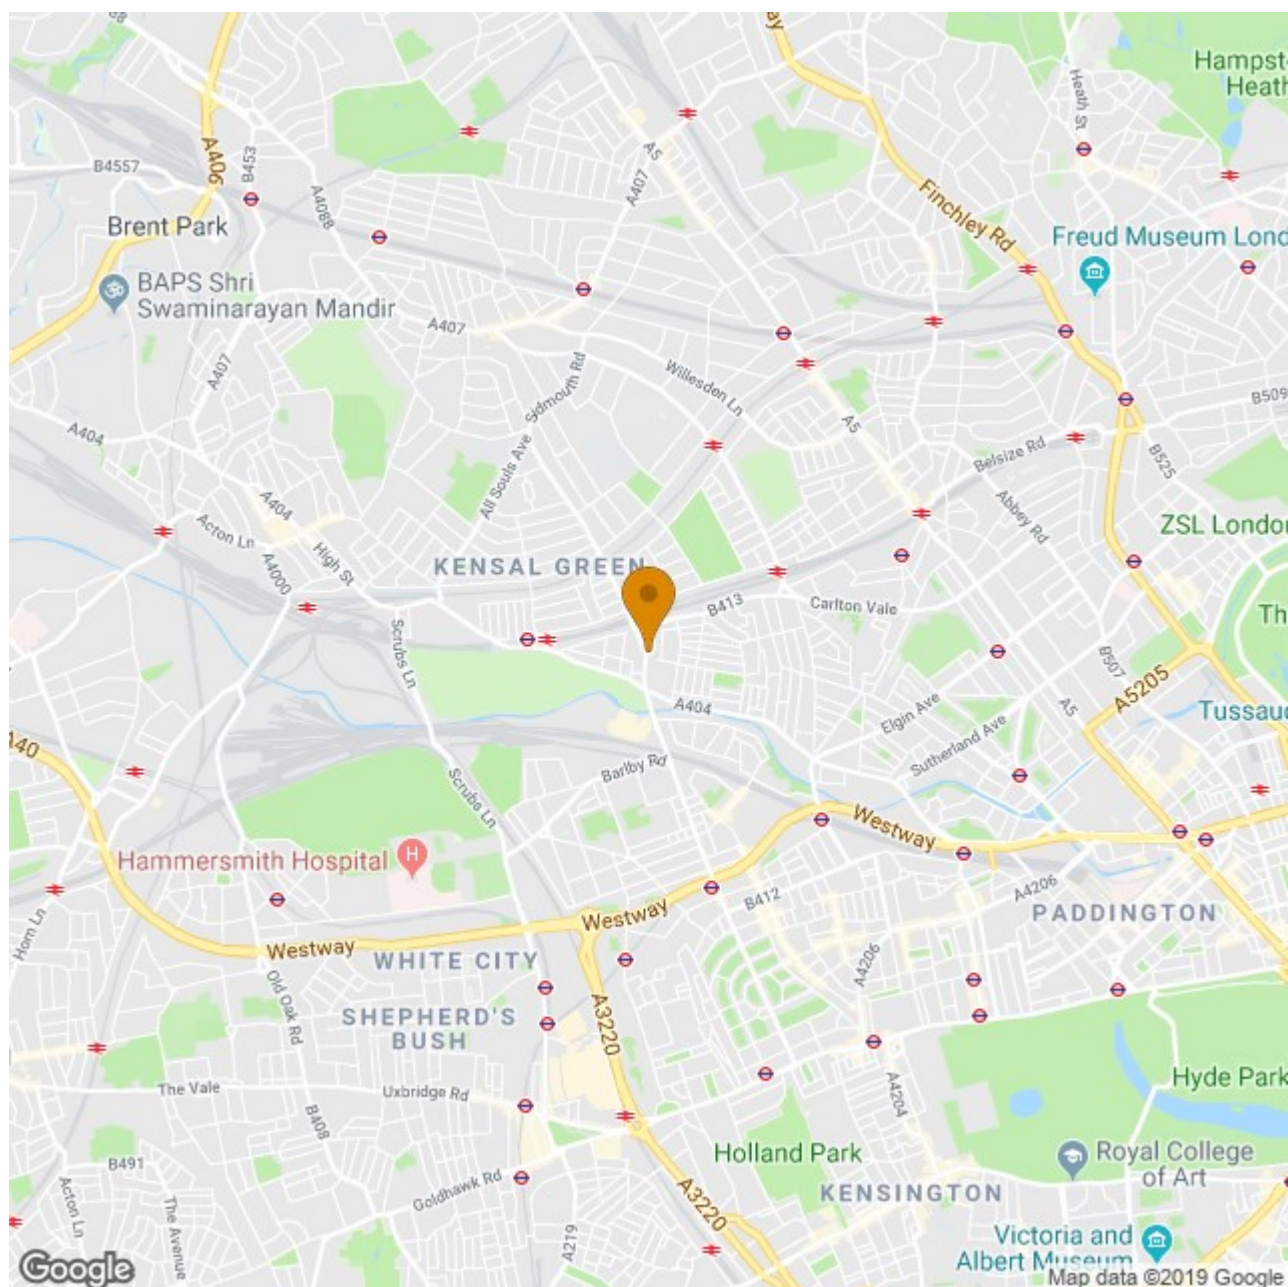 Hampst
Heath
Heath St.
A5
A407
A406
B4557
B453
A4088
Finchley Rd
Brent Park
Freud Museum Lond
BAPS Shri
Swaminarayan Mandir
A407
A407
Sidmouth Rd
Willesden Ln
A5
B509
A404
All Souls Ave
Belsize Rd
B525
A404
Acton Ln
High St.
A4000
Abbey Rd
ZSL London
KENSAL GREEN
B413
Carlton Vale
Th
Scrubs Ln
B507
A5205
A404
Elgin Ave
A5
Tussaud
Sutherland Ave
A40
Barlby Rd
Scrubs Ln
Westway
Hammersmith Hospital
H
A4206
B412
PADDINGTON
Horn Ln
Westway
Westway
WHITE CITY
A4206
Old Oak Rd
SHEPHERD'S
BUSH
A3220
The Vale
Uxbridge Rd
A4204
Hyde Park
B408
Holland Park
Royal College
of Art
B491
Goldhawk Rd
A3220
KENSINGTON
Acton Ln
The Avenue
A219
Victoria and
Albert Museum
Google
Map data ©2019 Google